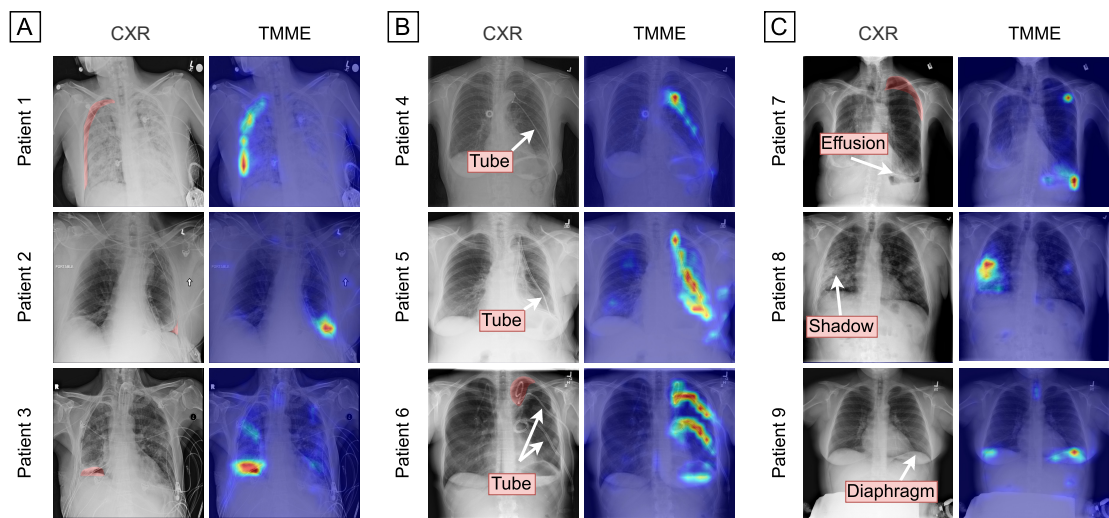 A
CXR
TMME
B
CXR
TMME
C
CXR
TMME
Patient 1
Patient 4
Tube
Patient 7
Effusion
Patient 2
L
Patient 5
Tube
Patient 8
Shadow
Patient 3
R
Patient 6
Tube
Patient 9
Diaphragm